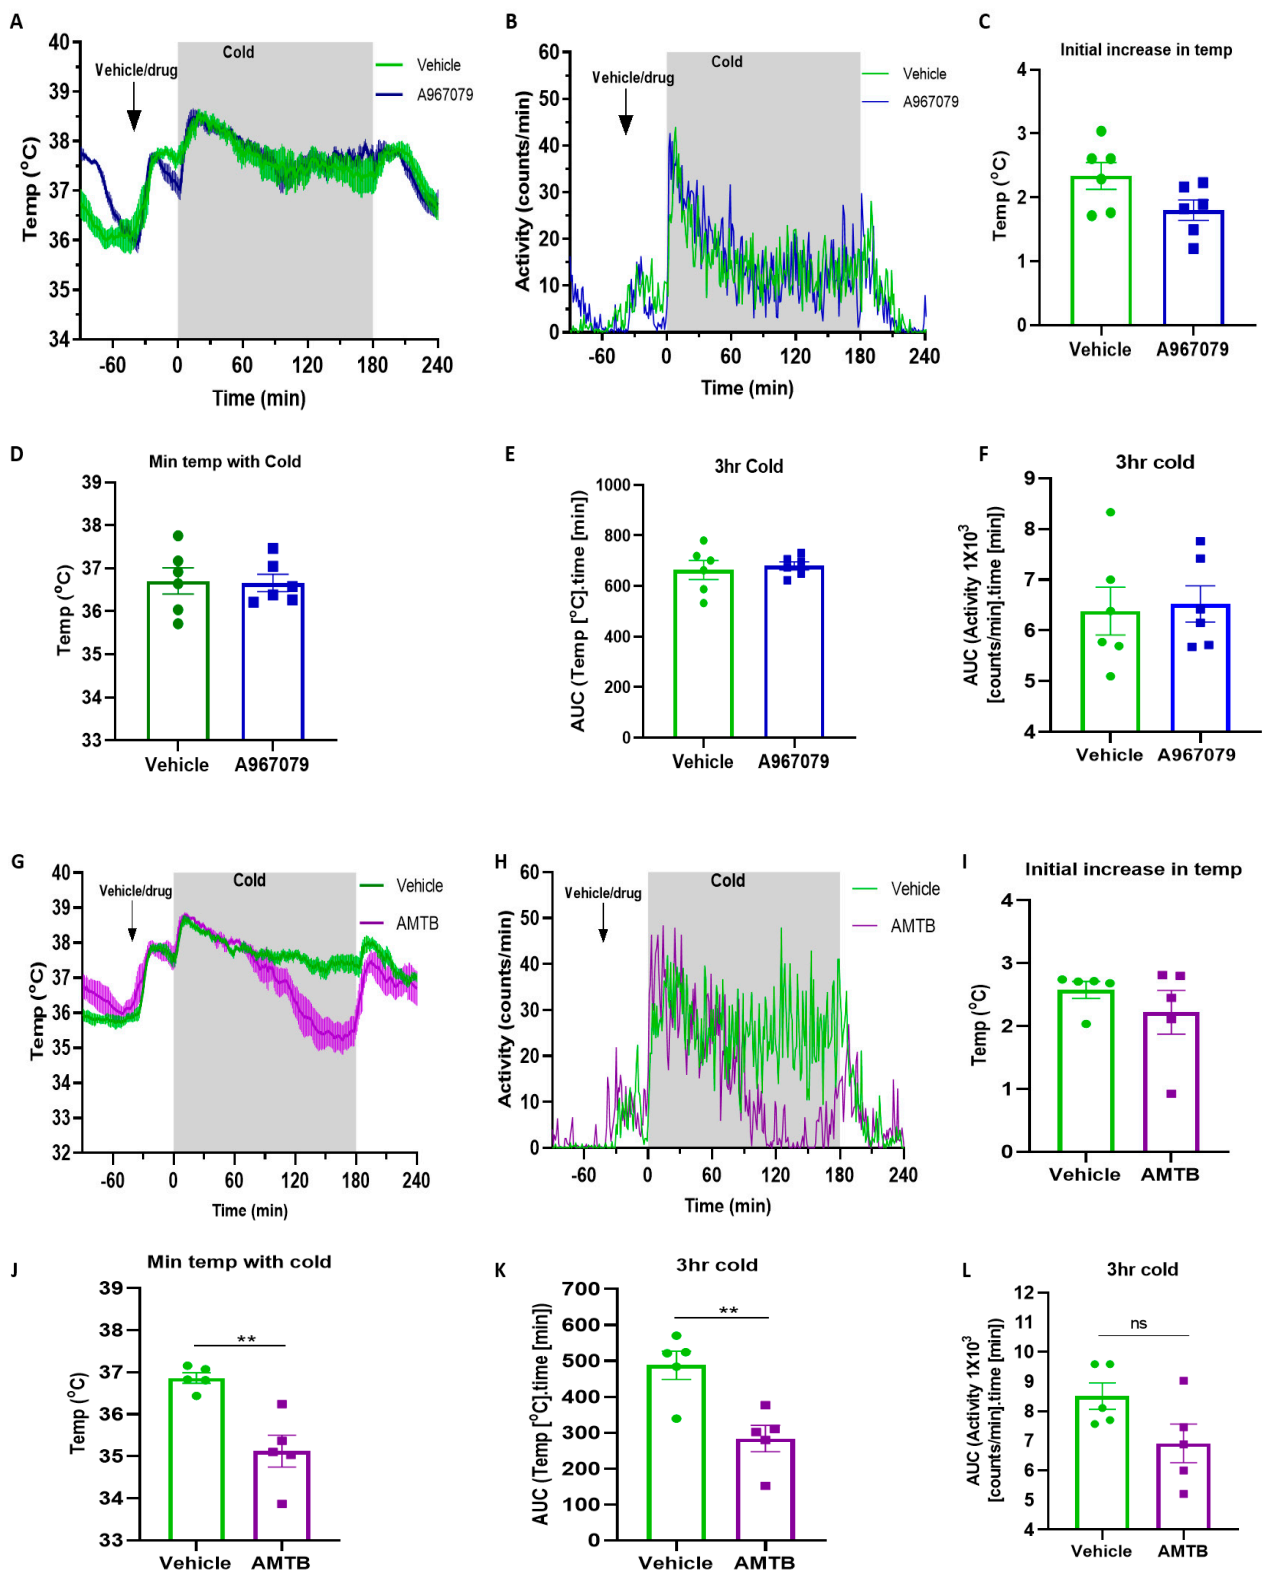 A
40
39
38
37
36
35
34
Temp (°C)
Vehicle/drug
Cold
Vehicle
A967079
-60 0 60 120 180 240
Time (min)
B
60
50
40
30
20
10
0
Activity (counts/min)
Vehicle/drug
Cold
Vehicle
A967079
-60 0 60 120 180 240
Time (min)
C
Initial increase in temp
4
3
2
1
0
Temp (°C)
Vehicle A967079
D
Min temp with Cold
39
38
37
36
35
34
33
Temp (°C)
Vehicle A967079
E
3hr Cold
1000
800
600
400
200
0
AUC (Temp [°C].time [min])
Vehicle A967079
F
3hr cold
9
8
7
6
5
4
AUC (Activity 1X10³
[counts/min].time [min])
Vehicle A967079
G
40
39
38
37
36
35
34
33
32
Temp (°C)
Vehicle/drug
Cold
Vehicle
AMTB
-60 0 60 120 180 240
Time (min)
H
60
50
40
30
20
10
0
Activity (counts/min)
Vehicle/drug
Cold
Vehicle
AMTB
-60 0 60 120 180 240
Time (min)
I
Initial increase in temp
4
3
2
1
0
Temp (°C)
Vehicle AMTB
J
Min temp with cold
39
38
37
36
35
34
33
Temp (°C)
**
Vehicle AMTB
K
3hr cold
700
600
500
400
300
200
100
0
AUC (Temp [°C].time [min])
**
Vehicle AMTB
L
3hr cold
12
11
10
9
8
7
6
5
4
AUC (Activity 1X10³
[counts/min].time [min])
ns
Vehicle AMTB